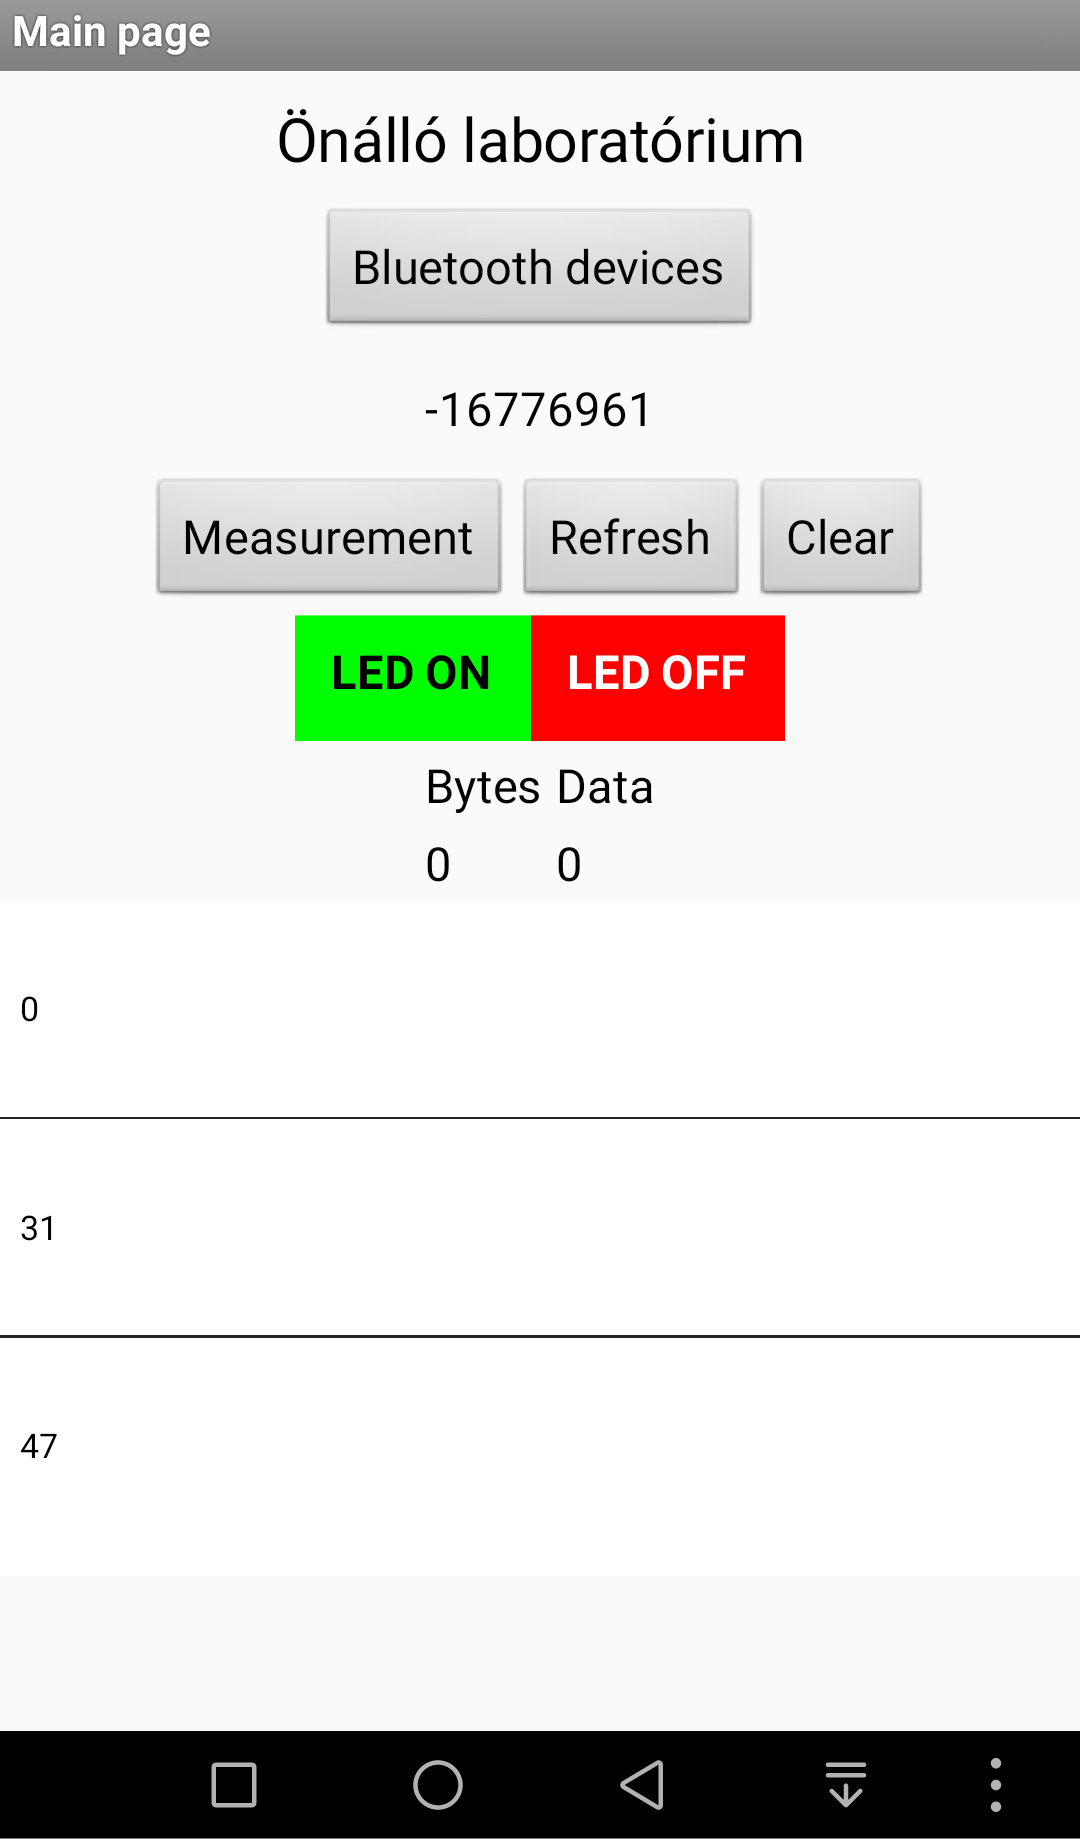 Main page
Önálló laboratórium
Bluetooth devices
-16776961
Measurement Refresh Clear
LED ON LED OFF
Bytes Data
0 0
0
31
47